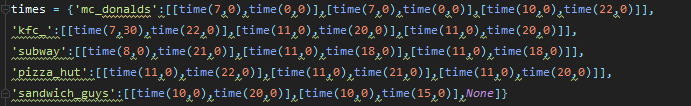 times = {'mc_donalds':[[time(7,0),time(0,0)],[time(7,0),time(0,0)],[time(10,0),time(22,0)]],
'kfc_':[[time(7,30),time(22,0)],[time(11,0),time(20,0)],[time(11,0),time(20,0)]],
'subway':[[time(8,0),time(21,0)],[time(11,0),time(18,0)],[time(11,0),time(18,0)]],
'pizza_hut':[[time(11,0),time(22,0)],[time(11,0),time(21,0)],[time(11,0),time(20,0)]],
'sandwich_guys':[[time(10,0),time(20,0)],[time(10,0),time(15,0)],None]}